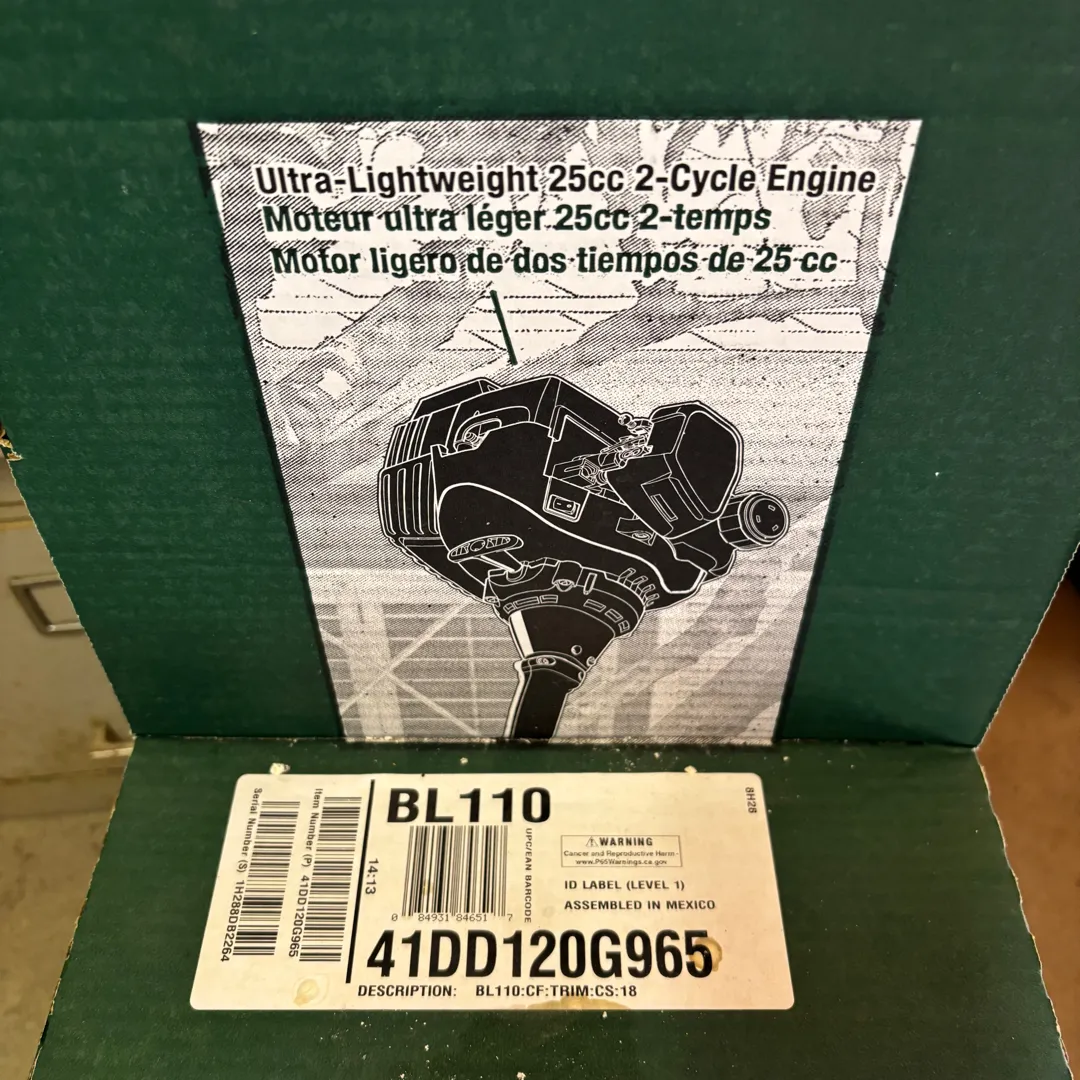 Ultra-Lightweight 25cc 2-Cycle Engine
Moteur ultra léger 25cc 2-temps
Motor ligero de dos tiempos de 25 cc
BL110
8H26
Serial Number (S) 1H288DB2264
Item Number (P) 41DD120G965
14:13
UPC/EAN BARCODE
0 84931 84651 7
WARNING
Cancer and Reproductive Harm-
www.P65Warnings.ca.gov
ID LABEL (LEVEL 1)
ASSEMBLED IN MEXICO
41DD120G965
DESCRIPTION: BL110:CF:TRIM:CS:18